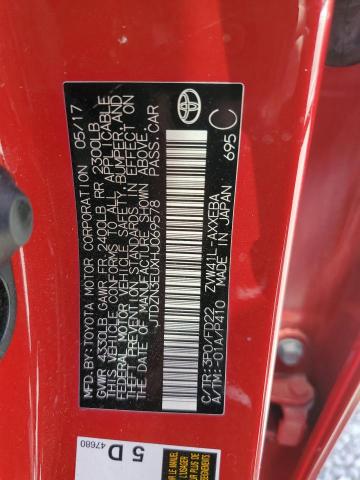 MFD. BY: TOYOTA MOTOR CORPORATION 05/17
GVWR 4330LB GAWR FR 2400LB RR 2300LB
THIS VEHICLE CONFORMS TO ALL APPLICABLE
FEDERAL MOTOR VEHICLE SAFETY, BUMPER, AND
THEFT PREVENTION STANDARDS IN EFFECT
ON THE DATE OF MANUFACTURE SHOWN ABOVE.
JTDZN3EUXHJ069578 PASS. CAR
C/TR: 3P0/FD22 ZVW41L-AXXEBA
A/TM: -01A/P410 MADE IN JAPAN
695 C
TOYOTA
5 D
47680